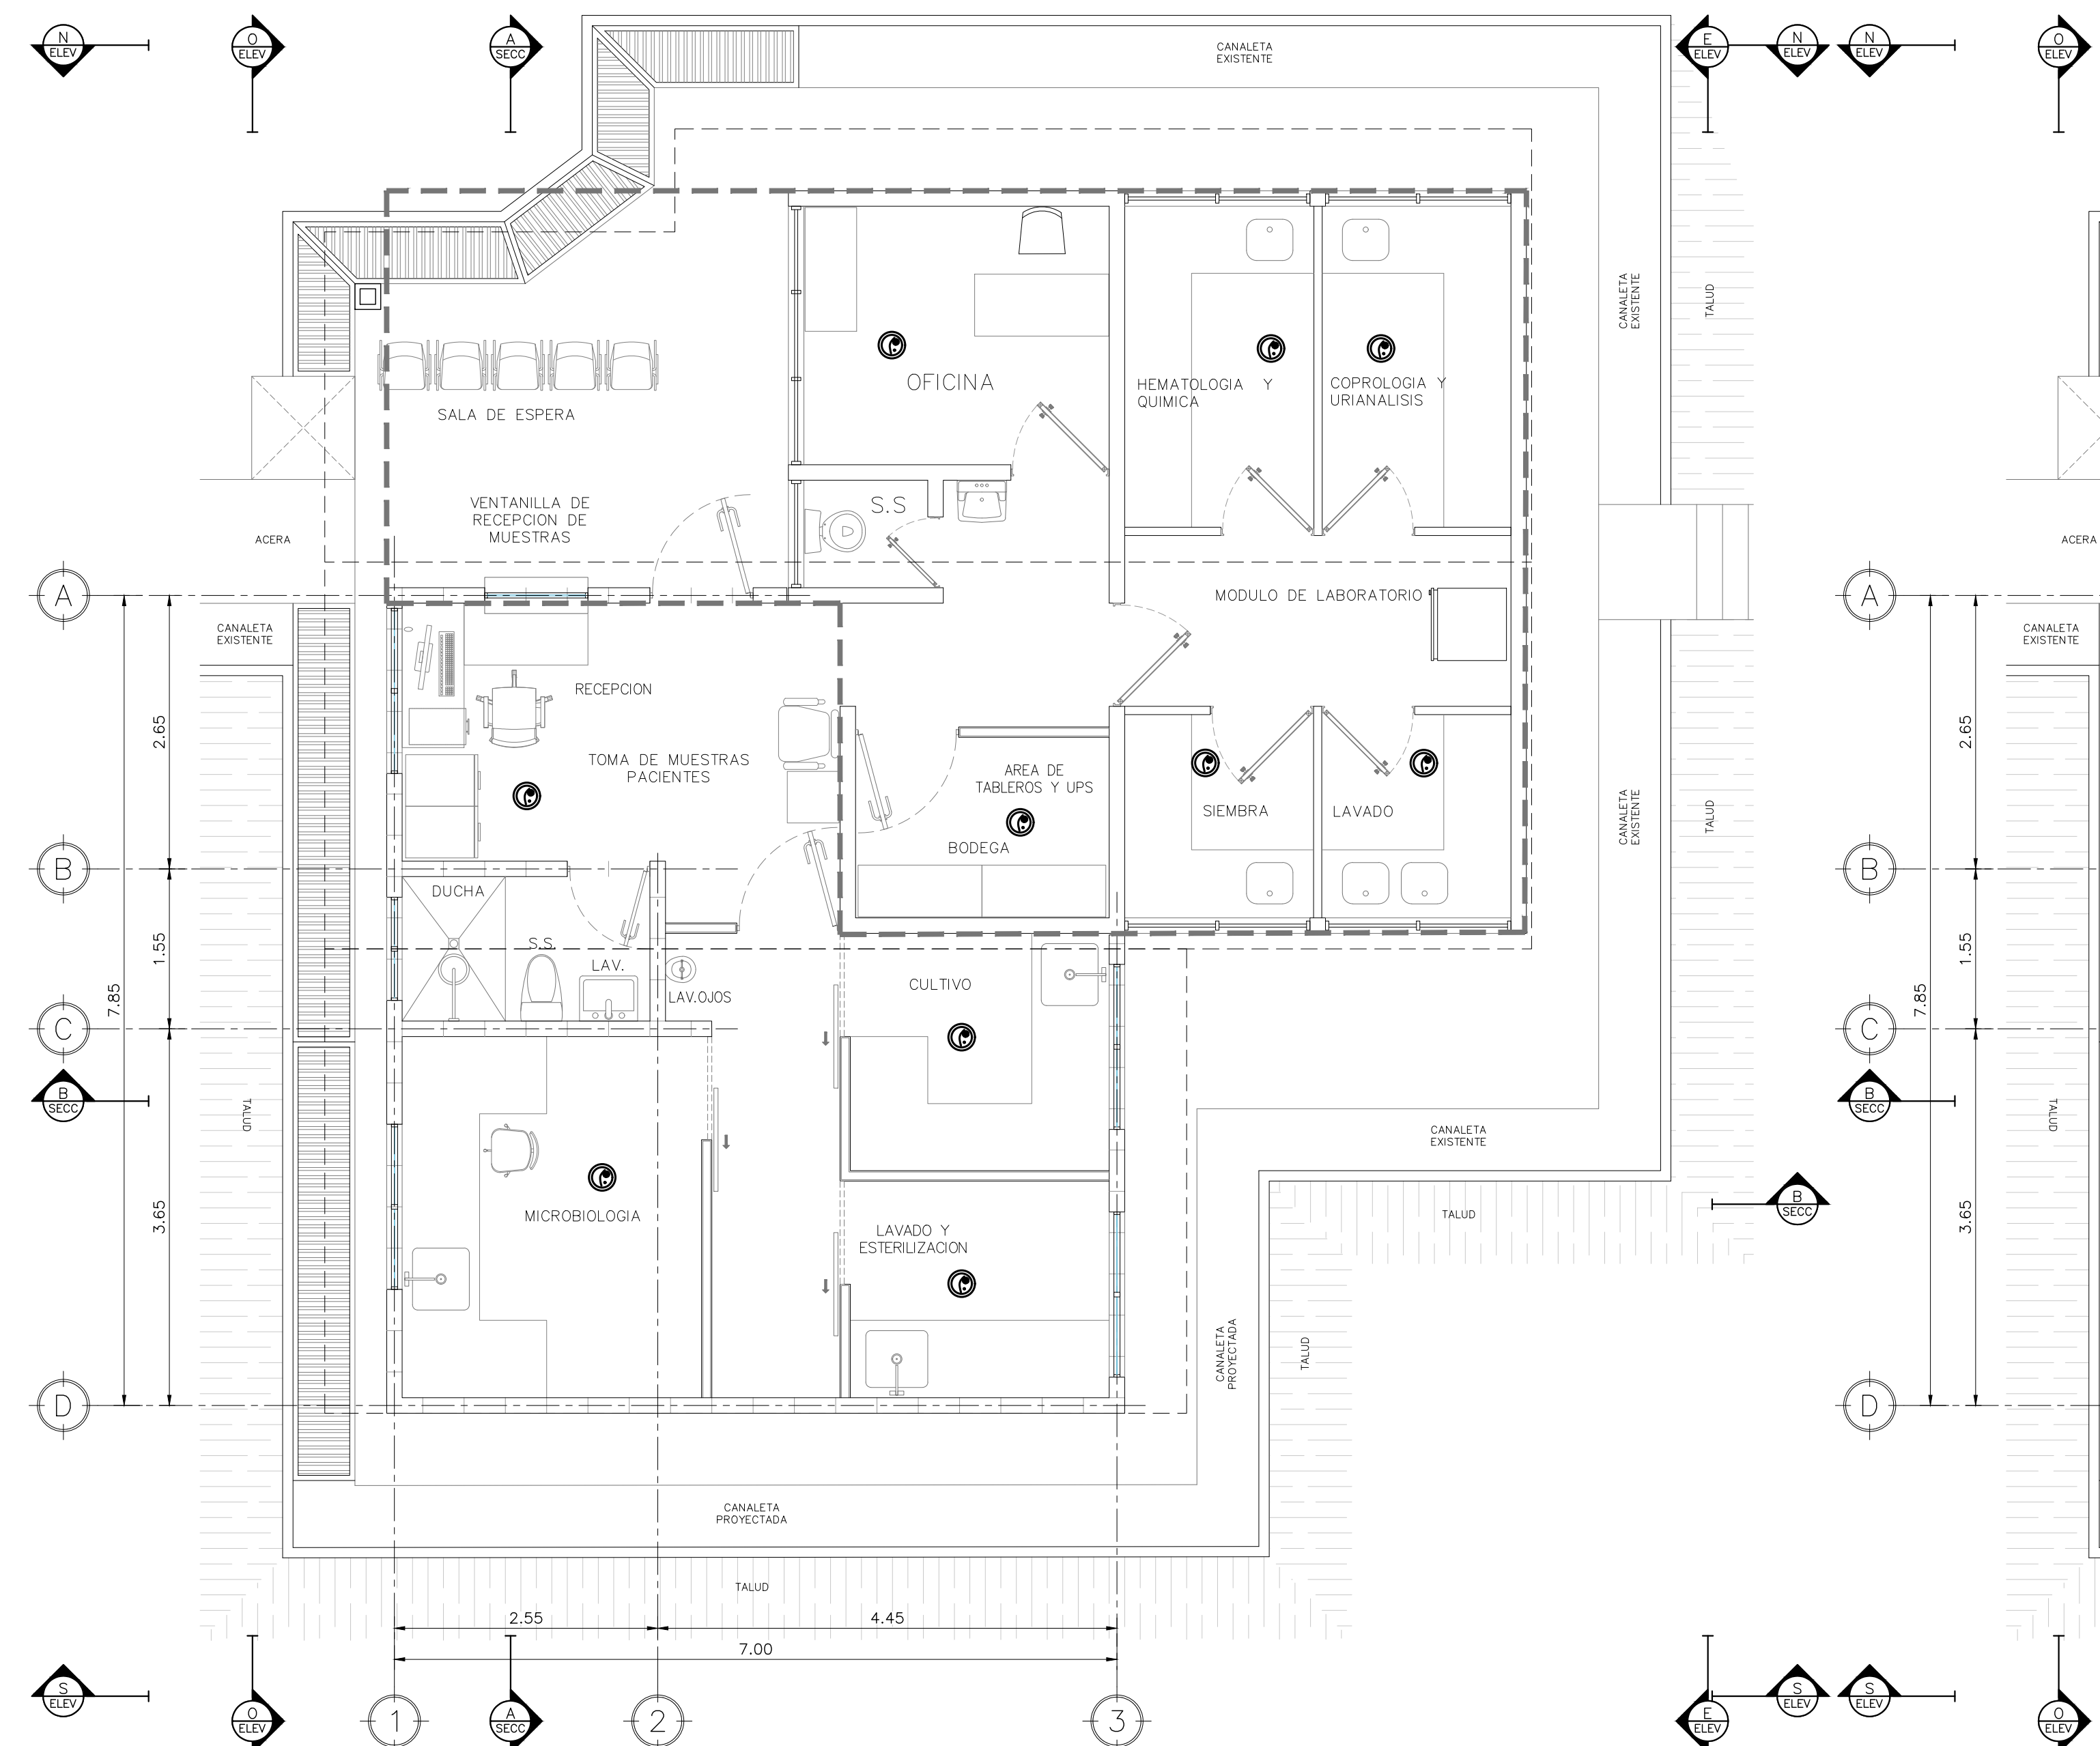 N
ELEV
O
ELEV
A
SECC
CANALETA
EXISTENTE
E
ELEV
N
ELEV
N
ELEV
O
ELEV
CANALETA
EXISTENTE
TALUD
OFICINA
HEMATOLOGIA Y
QUIMICA
COPROLOGIA Y
URIANALISIS
SALA DE ESPERA
VENTANILLA DE
RECEPCION DE
MUESTRAS
S.S
ACERA
ACERA
A
MODULO DE LABORATORIO
A
CANALETA
EXISTENTE
CANALETA
EXISTENTE
RECEPCION
2.65
2.65
TOMA DE MUESTRAS
PACIENTES
AREA DE
TABLEROS Y UPS
BODEGA
SIEMBRA
LAVADO
CANALETA
EXISTENTE
TALUD
B
B
DUCHA
S.S.
LAV.
LAV.OJOS
CULTIVO
1.55
1.55
7.85
7.85
C
C
B
SECC
B
SECC
TALUD
TALUD
CANALETA
EXISTENTE
MICROBIOLOGIA
LAVADO Y
ESTERILIZACION
3.65
3.65
TALUD
B
SECC
CANALETA
PROYECTADA
TALUD
D
D
CANALETA
PROYECTADA
TALUD
2.55
4.45
7.00
S
ELEV
O
ELEV
1
A
SECC
2
3
E
ELEV
S
ELEV
S
ELEV
O
ELEV